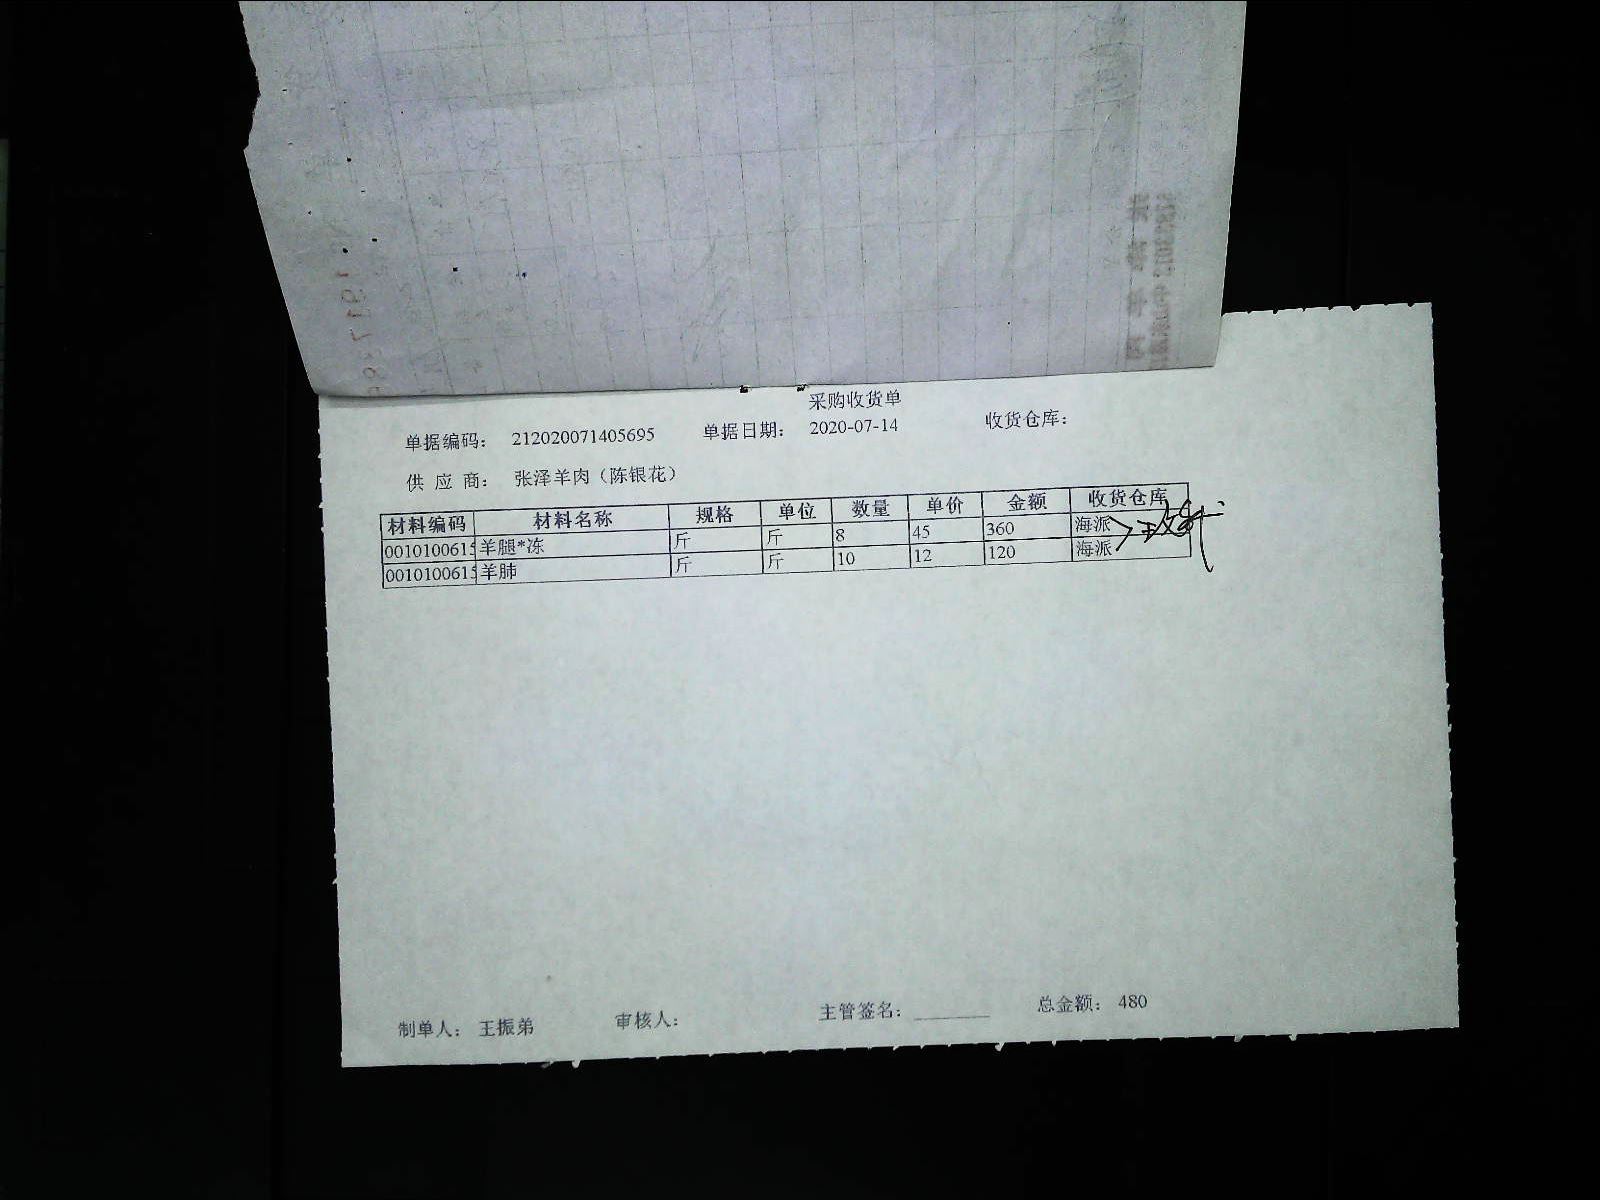 采购收货单
单据编码: 212020071405695 单据日期: 2020-07-14 收货仓库:
供 应 商: 张泽羊肉(陈银花)
材料编码 材料名称 规格 单位 数量 单价 金额 收货仓库
0010100615 羊腿*冻 斤 斤 8 45 360 海派
0010100615 羊肺 斤 斤 10 12 120 海派
制单人: 王振弟 审核人: 主管签名: ________ 总金额: 480